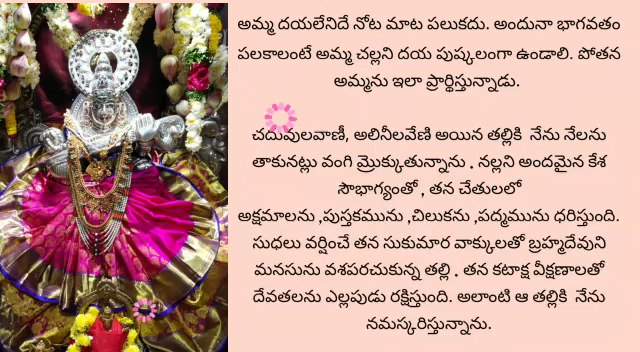 అమ్మ దయలేనిదే నోట మాట పలుకదు. అందునా భాగవతం
పలకాలంటే అమ్మ చల్లని దయ పుష్కలంగా ఉండాలి. పోతన
అమ్మను ఇలా ప్రార్థిస్తున్నాడు.
చదువులవాణీ, అలినీలవేణి అయిన తల్లికి నేను నేలను
తాకునట్లు వంగి మ్రొక్కుతున్నాను . నల్లని అందమైన కేశ
సౌభాగ్యంతో , తన చేతులలో
అక్షమాలను ,పుస్తకమును ,చిలుకను ,పద్మమును ధరిస్తుంది.
సుధలు వర్షించే తన సుకుమార వాక్కులతో బ్రహ్మదేవుని
మనసును వశపరచుకున్న తల్లి . తన కటాక్ష వీక్షణాలతో
దేవతలను ఎల్లపుడు రక్షిస్తుంది. అలాంటి ఆ తల్లికి నేను
నమస్కరిస్తున్నాను.